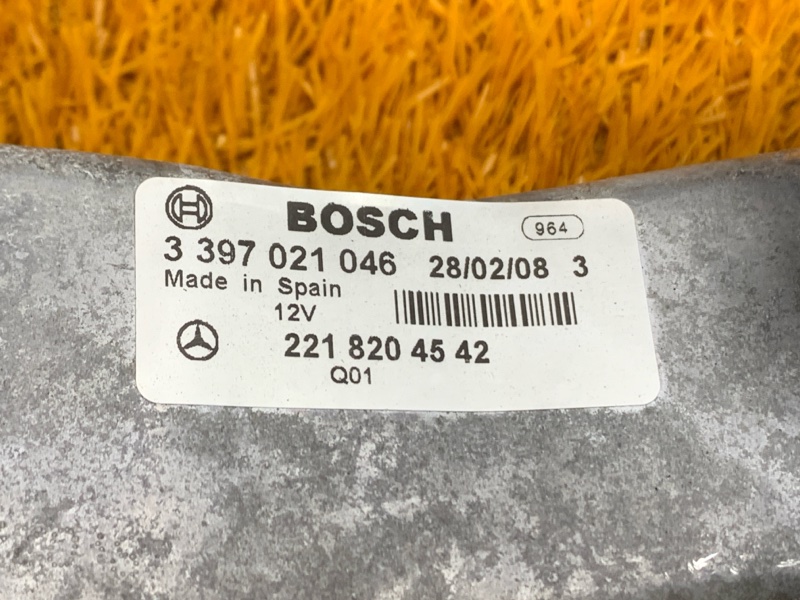 BOSCH 964
3 397 021 046 28/02/08 3
Made in Spain
12V
221 820 45 42
Q01